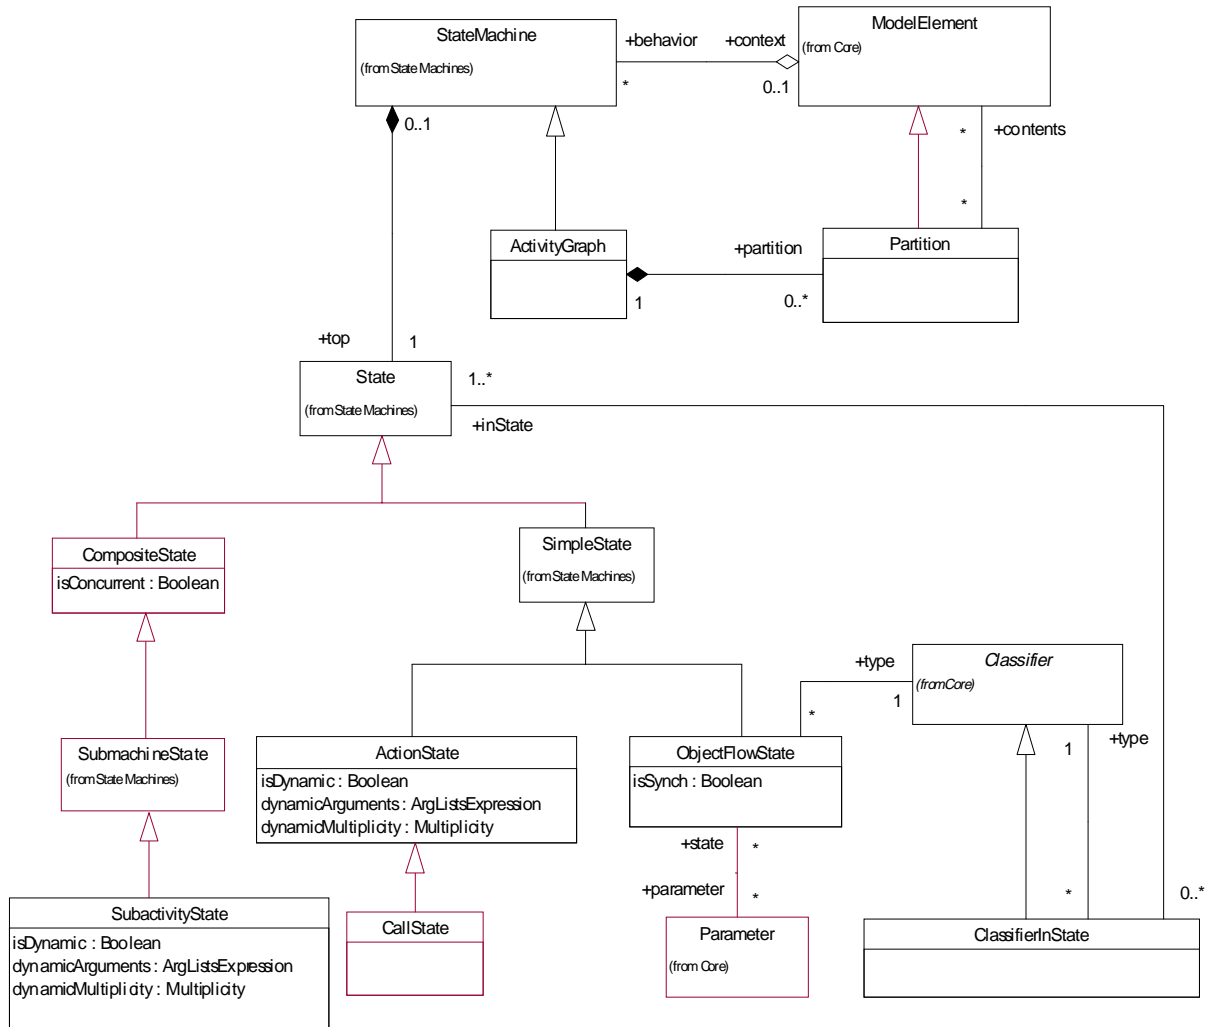 StateMachine
(from State Machines)
+behavior
+context
ModelElement
(from Core)
*
0..1
0..1
*
+contents
*
ActivityGraph
+partition
Partition
1
0..*
+top
1
State
(from State Machines)
1..*
+inState
CompositeState
isConcurrent : Boolean
SimpleState
(from State Machines)
+type
Classifier
(from Core)
1
*
SubmachineState
(from State Machines)
ActionState
isDynamic : Boolean
dynamicArguments : ArgListsExpression
dynamicMultiplicity : Multiplicity
ObjectFlowState
isSynch : Boolean
1
+type
+state
*
+parameter
*
*
0..*
SubactivityState
isDynamic : Boolean
dynamicArguments : ArgListsExpression
dynamicMultiplicity : Multiplicity
CallState
Parameter
(from Core)
ClassifierInState